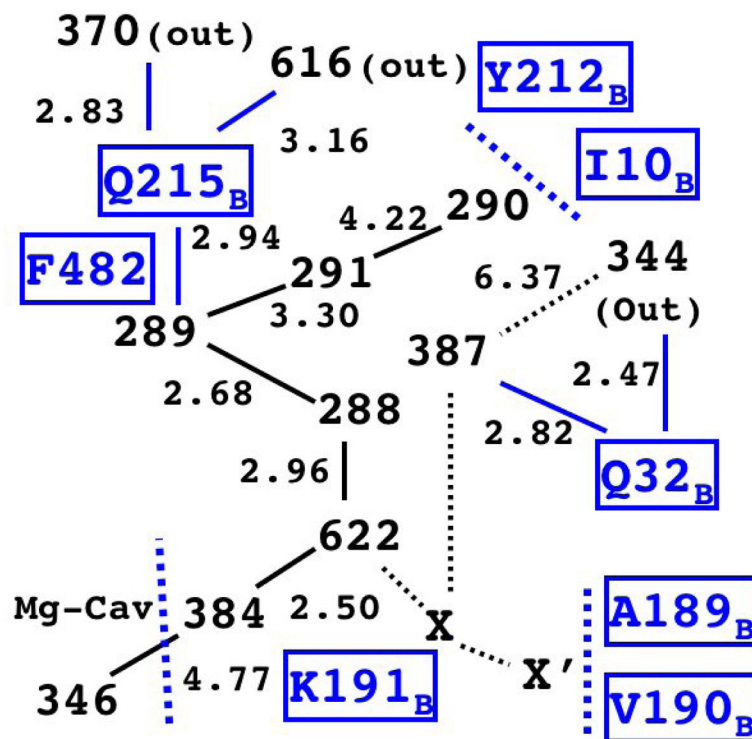 370(out)
616(out)
Y212B
2.83
3.16
Q215B
I10B
290
4.22
2.94
F482
291
344
6.37
(Out)
3.30
289
387
2.47
2.68
288
2.82
Q32B
2.96
622
Mg-Cav
384
2.50
X
A189B
4.77
K191B
X'
346
V190B